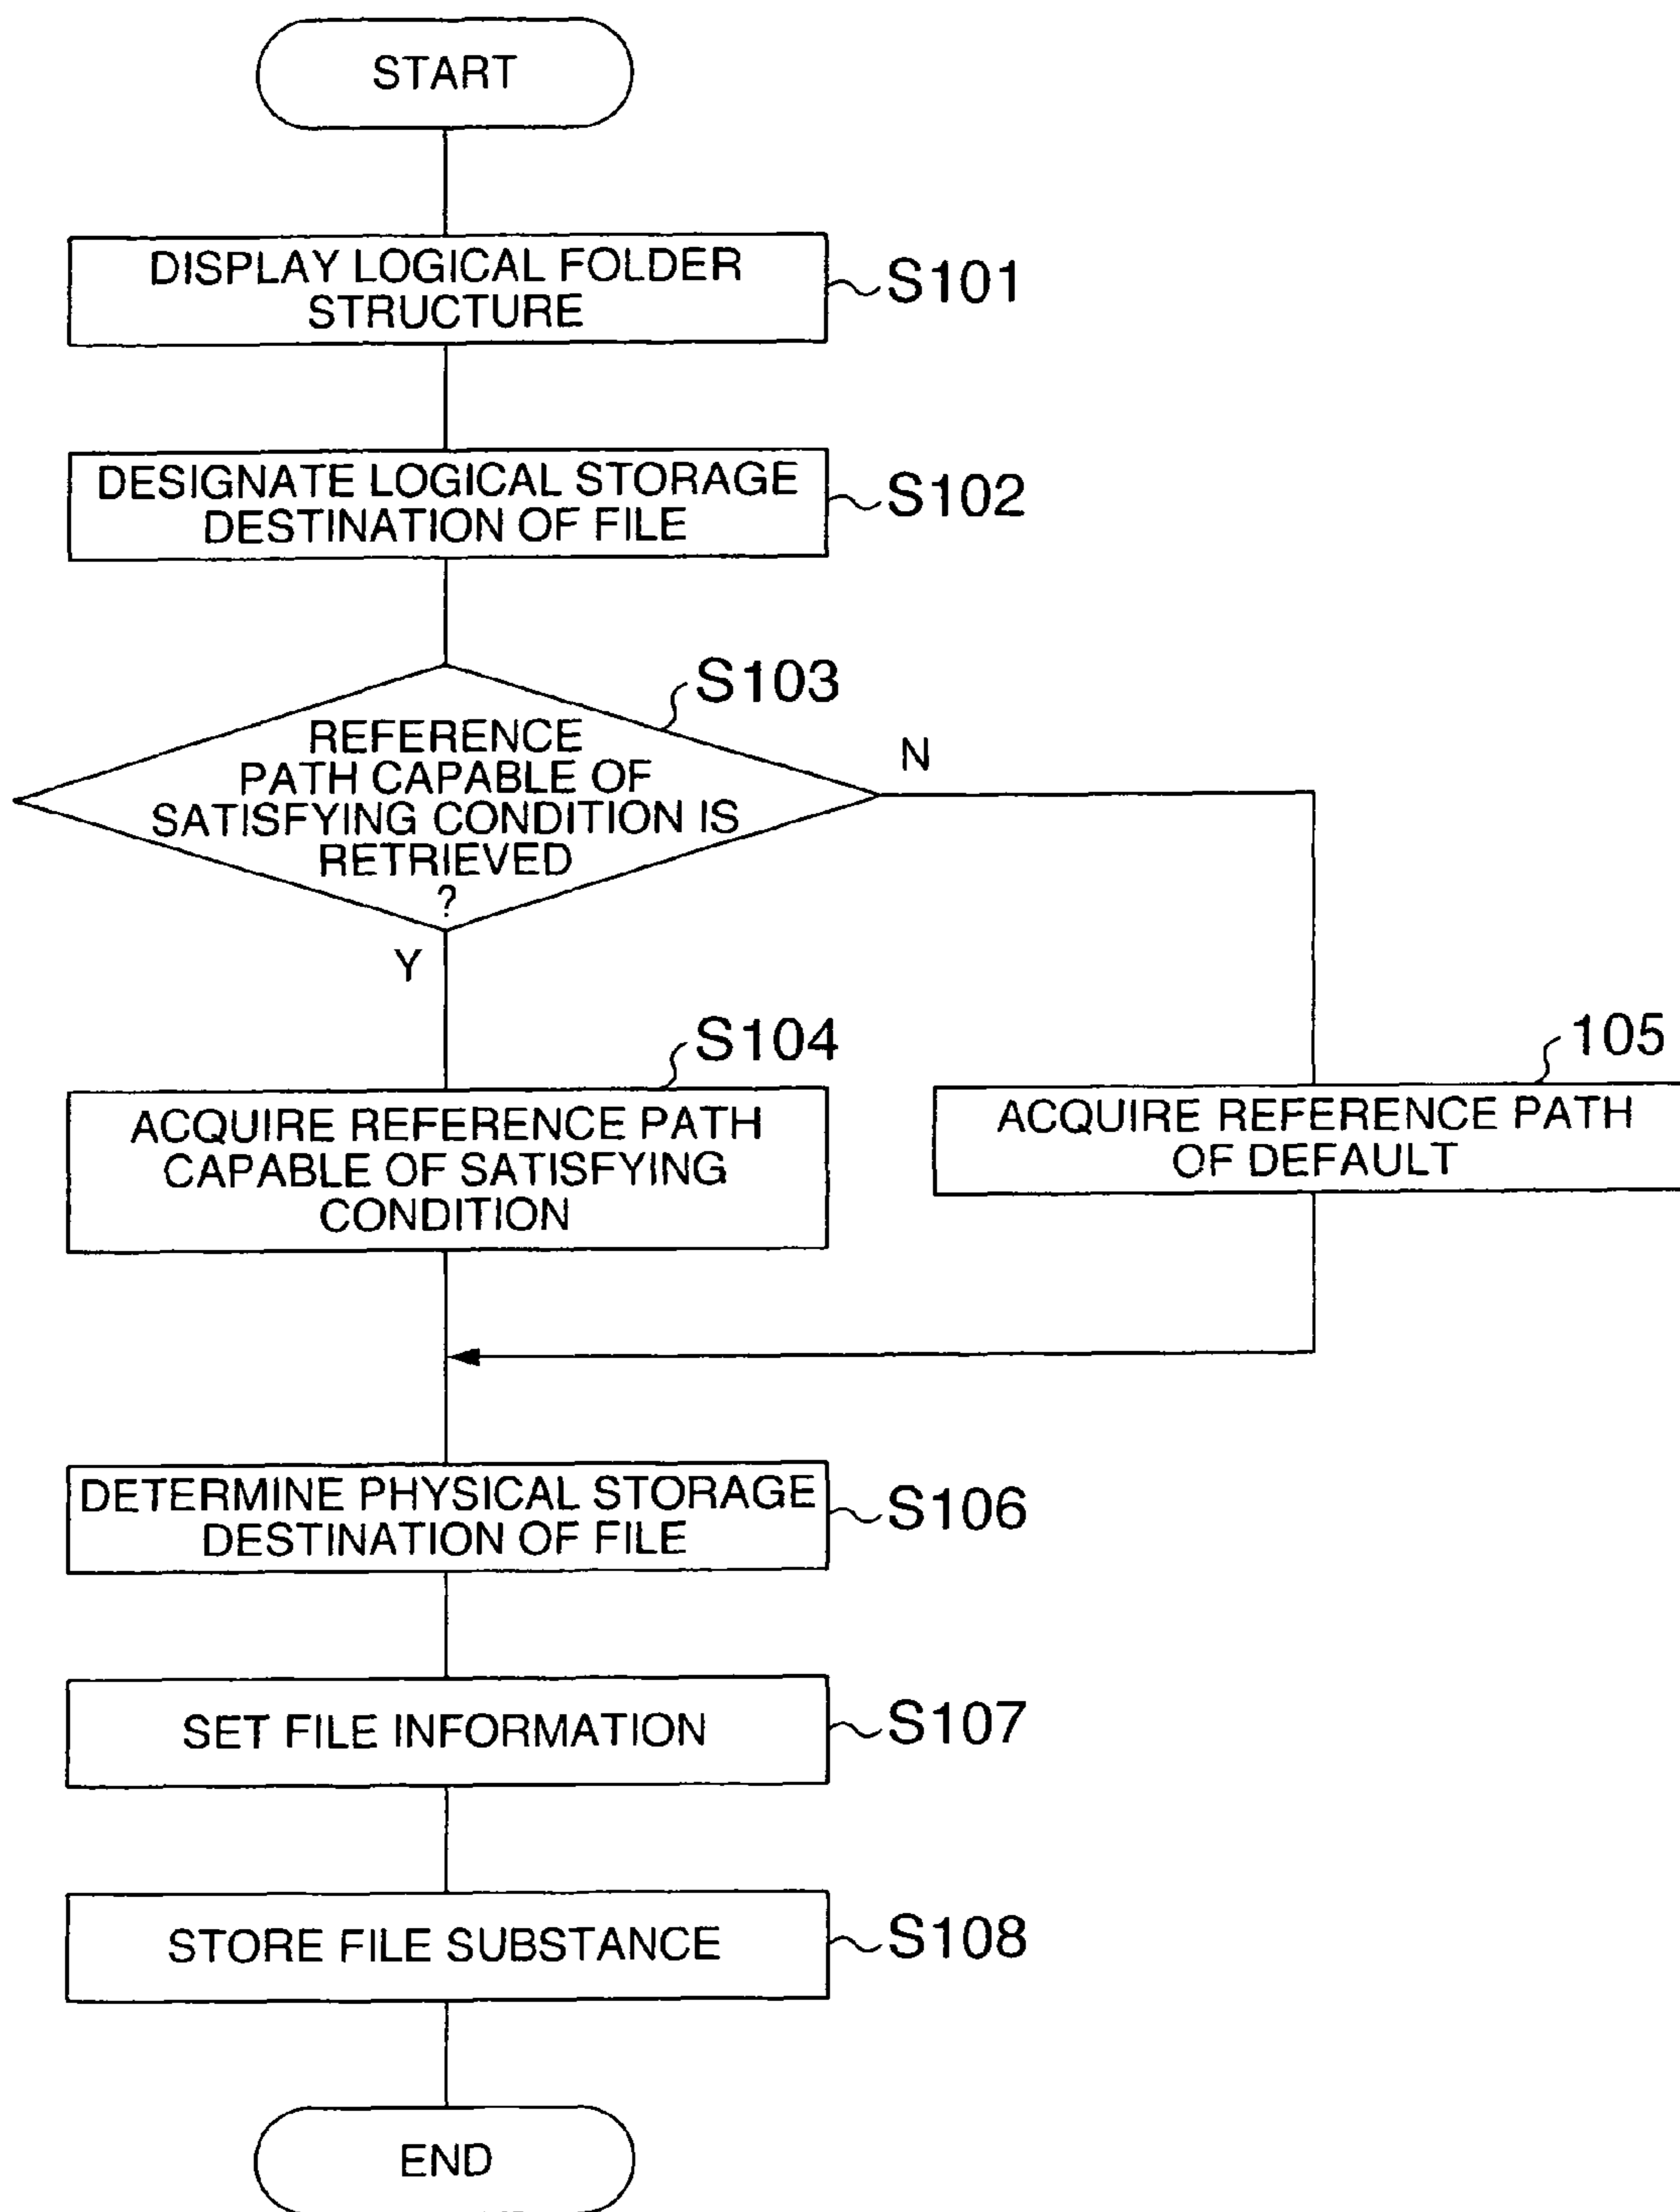 START
DISPLAY LOGICAL FOLDER
STRUCTURE
S101
DESIGNATE LOGICAL STORAGE
DESTINATION OF FILE
S102
S103
REFERENCE
PATH CAPABLE OF
SATISFYING CONDITION IS
RETRIEVED
?
N
Y
S104
ACQUIRE REFERENCE PATH
CAPABLE OF SATISFYING
CONDITION
105
ACQUIRE REFERENCE PATH
OF DEFAULT
DETERMINE PHYSICAL STORAGE
DESTINATION OF FILE
S106
SET FILE INFORMATION
S107
STORE FILE SUBSTANCE
S108
END